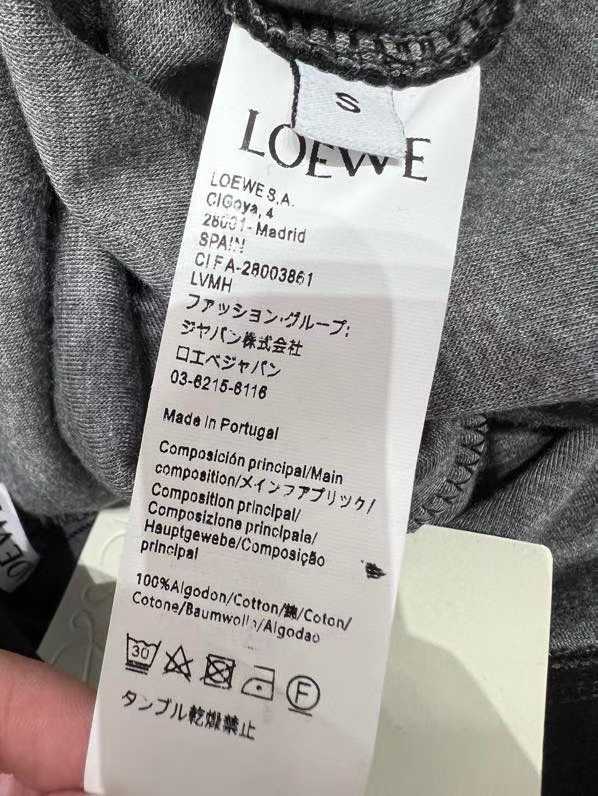 S
LOEWE
LOEWE S.A.
C|Goya, 4
28001- Madrid
SPAIN
CIFA-28003861
LVMH
ファッション・グループ:
ジャパン株式会社
ロエベジャパン
03-6215-6116
Made in Portugal
Composición principal/Main
composition/メインファブリック/
Composition principal/
Composizione principale/
Hauptgewebe/Composição
principal
100%Algodon/Cotton/綿/Coton/
Cotone/Baumwolle/Algodao
30
F
タンブル乾燥禁止